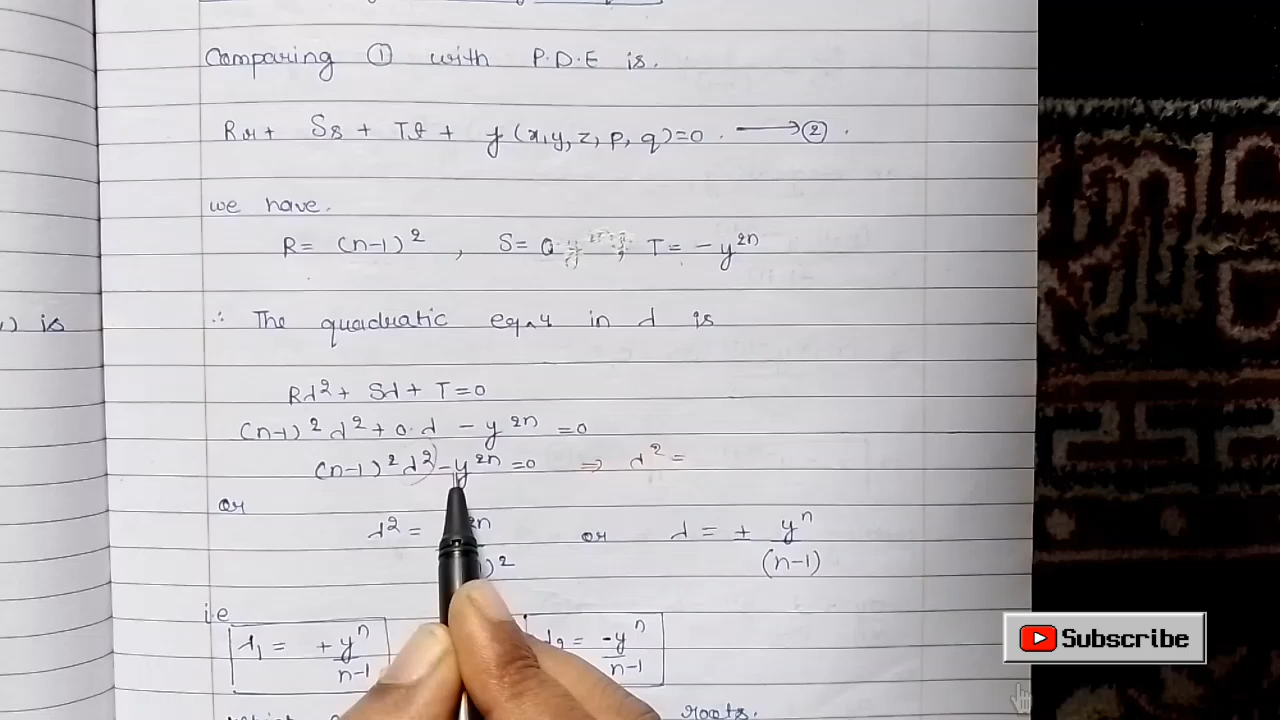 Comparing ① with P.D.E is.
Rr + Ss + Tt + f (x, y, z, p, q) = 0. ⟶ ② .
we have.
R = (n-1)², S = 0, T = - y²ⁿ
) is
∴ The quadratic eqn in λ is
Rλ² + Sλ + T = 0
(n-1)² λ² + 0.λ - y²ⁿ = 0
(n-1)² λ² - y²ⁿ = 0 ⇒ λ² =
or
λ² = 2n or λ = ± yⁿ / (n-1)
)²
i.e
λ₁ = + yⁿ / n-1 λ₂ = -yⁿ / n-1
roots.
Subscribe